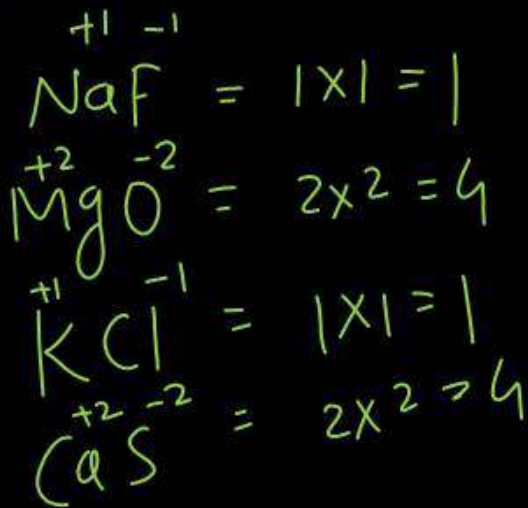 +1 -1
NaF = 1x1 = 1
+2 -2
MgO = 2x2 = 4
+1 -1
KCl = 1x1 = 1
+2 -2
CaS = 2x2 = 4